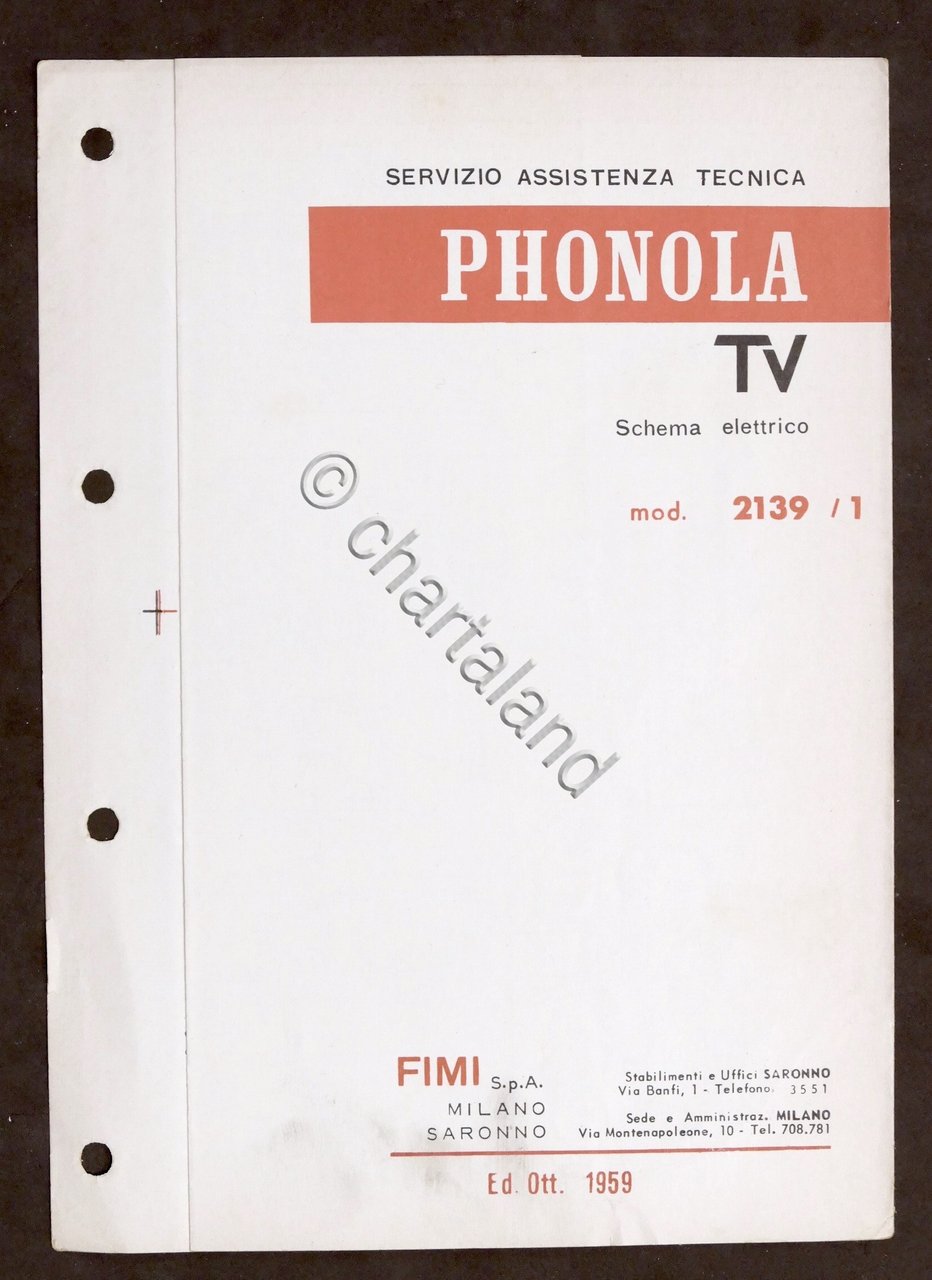 SERVIZIO ASSISTENZA TECNICA
PHONOLA
TV
Schema elettrico
mod. 2139 / 1
© chartaland
FIMI S.p.A.
MILANO
SARONNO
Stabilimenti e Uffici SARONNO
Via Banfi, 1 - Telefono. 3551
Sede e Amministraz. MILANO
Via Montenapoleone, 10 - Tel. 708.781
Ed. Ott. 1959